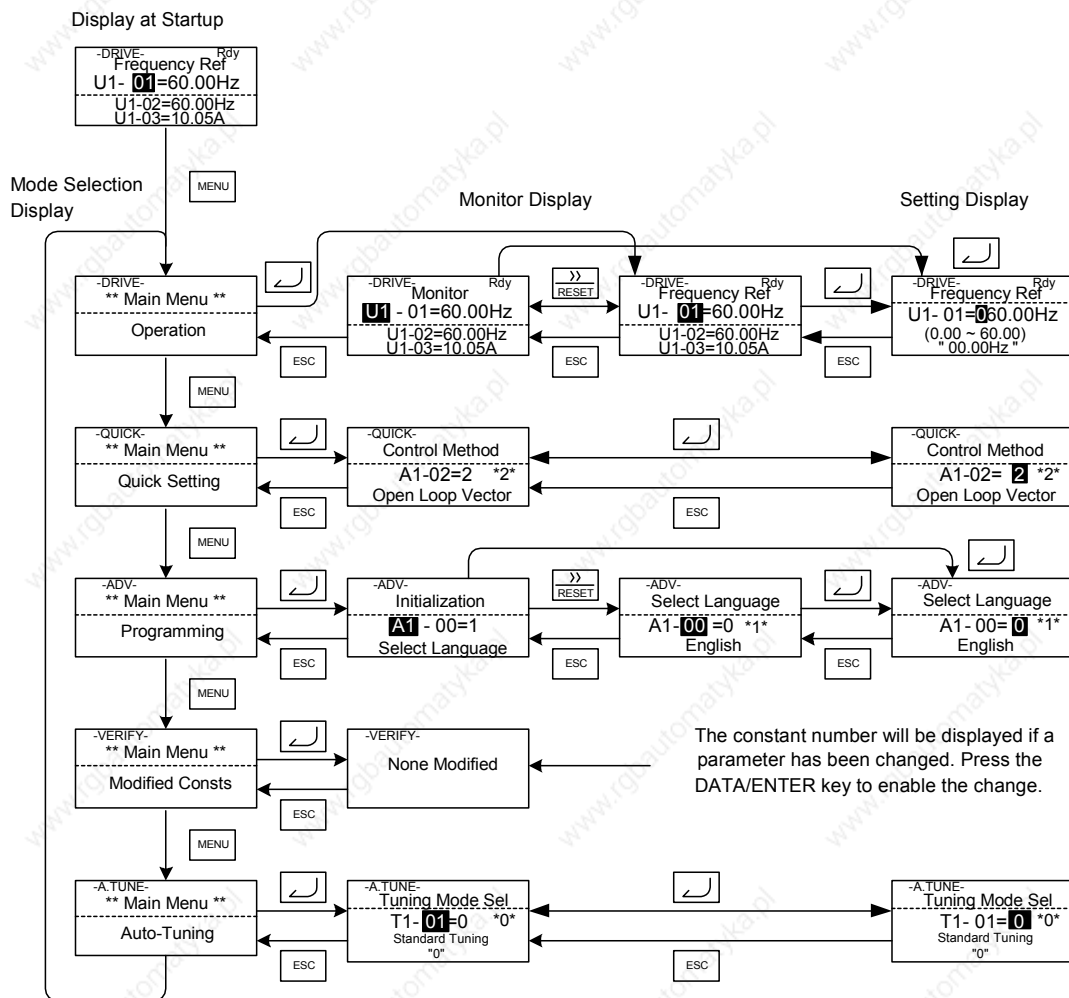 Display at Startup
-DRIVE- Rdy
Frequency Ref
U1- 01=60.00Hz
U1-02=60.00Hz
U1-03=10.05A
MENU
Mode Selection
Display
Monitor Display
Setting Display
-DRIVE-
** Main Menu **
Operation
-DRIVE- Rdy
Monitor
U1 - 01=60.00Hz
U1-02=60.00Hz
U1-03=10.05A
>>
RESET
-DRIVE- Rdy
Frequency Ref
U1- 01=60.00Hz
U1-02=60.00Hz
U1-03=10.05A
-DRIVE- Rdy
Frequency Ref
U1- 01=060.00Hz
(0.00 ~ 60.00)
" 00.00Hz "
ESC
ESC
ESC
MENU
-QUICK-
** Main Menu **
Quick Setting
-QUICK-
Control Method
A1-02=2 *2*
Open Loop Vector
-QUICK-
Control Method
A1-02= 2 *2*
Open Loop Vector
ESC
ESC
MENU
-ADV-
** Main Menu **
Programming
-ADV-
Initialization
A1 - 00=1
Select Language
>>
RESET
-ADV-
Select Language
A1-00 =0 *1*
English
-ADV-
Select Language
A1- 00= 0 *1*
English
ESC
ESC
ESC
MENU
-VERIFY-
** Main Menu **
Modified Consts
-VERIFY-
None Modified
The constant number will be displayed if a
parameter has been changed. Press the
DATA/ENTER key to enable the change.
ESC
MENU
-A.TUNE-
** Main Menu **
Auto-Tuning
-A.TUNE-
Tuning Mode Sel
T1- 01=0 *0*
Standard Tuning
"0"
-A.TUNE-
Tuning Mode Sel
T1- 01= 0 *0*
Standard Tuning
"0"
ESC
ESC
www.rgbautomatyka.pl